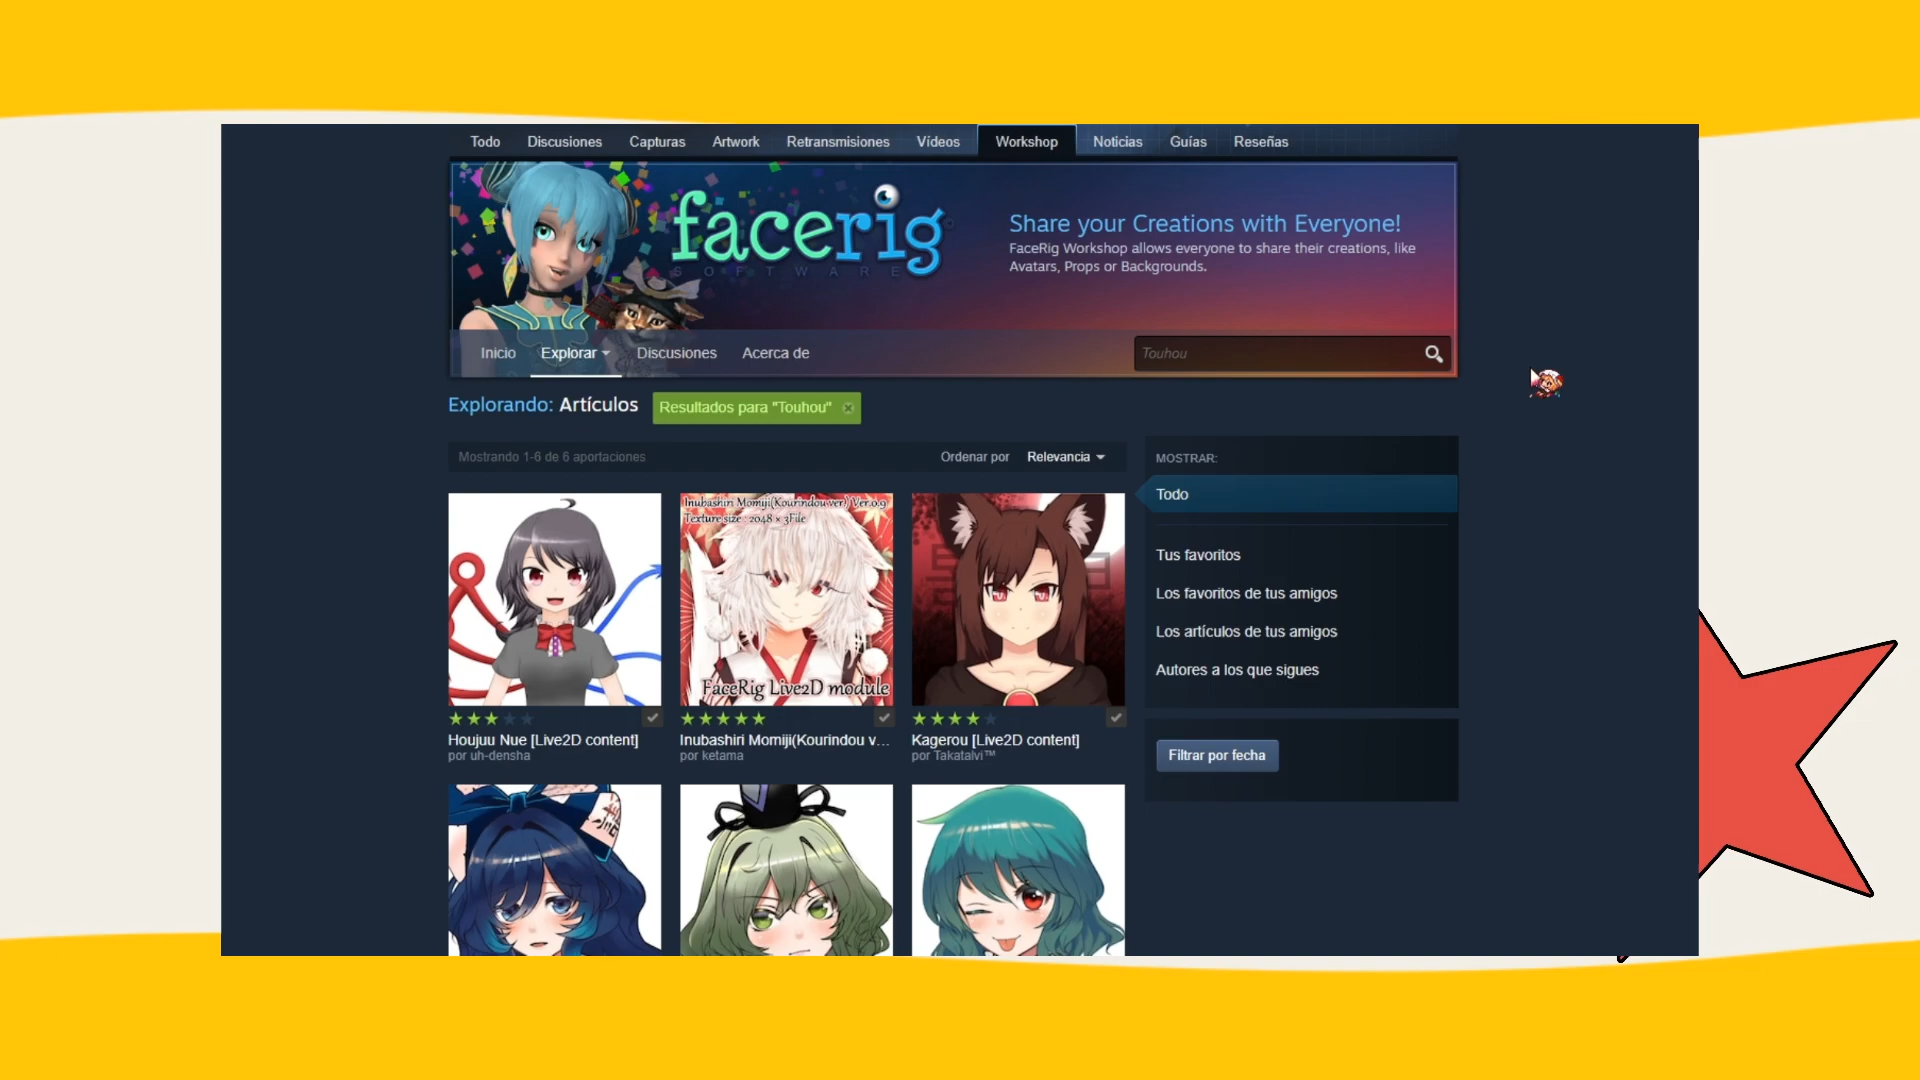 Todo Discusiones Capturas Artwork Retransmisiones Vídeos Workshop Noticias Guías Reseñas
facerig
SOFTWARE
Share your Creations with Everyone!
FaceRig Workshop allows everyone to share their creations, like
Avatars, Props or Backgrounds.
Inicio Explorar Discusiones Acerca de
Touhou
Explorando: Artículos Resultados para "Touhou"
Mostrando 1-6 de 6 aportaciones
Ordenar por Relevancia
Inubashiri Momiji(Kourindou ver) Ver.0.9
Texture size : 2048 × 3File
FaceRig Live2D module
Houjuu Nue [Live2D content]
por uh-densha
Inubashiri Momiji(Kourindou v...
por ketama
Kagerou [Live2D content]
por Takatalvi™
MOSTRAR:
Todo
Tus favoritos
Los favoritos de tus amigos
Los artículos de tus amigos
Autores a los que sigues
Filtrar por fecha